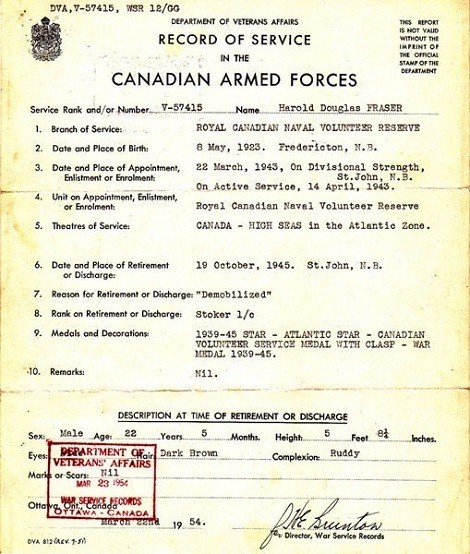 DVA,V-57415, WSR 12/GG
DEPARTMENT OF VETERANS AFFAIRS
THIS REPORT
IS NOT VALID
WITHOUT THE
IMPRINT OF
THE OFFICIAL
STAMP OF THE
DEPARTMENT
RECORD OF SERVICE
IN THE
CANADIAN ARMED FORCES
Service Rank and/or Number V-57415 Name Harold Douglas FRASER
1. Branch of Service: ROYAL CANADIAN NAVAL VOLUNTEER RESERVE
2. Date and Place of Birth: 8 May, 1923. Fredericton, N.B.
3. Date and Place of Appointment, 22 March, 1943, On Divisional Strength,
Enlistment or Enrolment: St.John, N.B.
On Active Service, 14 April, 1943.
4. Unit on Appointment, Enlistment,
or Enrolment: Royal Canadian Naval Volunteer Reserve
5. Theatres of Service: CANADA - HIGH SEAS in the Atlantic Zone.
6. Date and Place of Retirement 19 October, 1945. St.John, N.B.
or Discharge:
7. Reason for Retirement or Discharge: "Demobilized"
8. Rank on Retirement or Discharge: Stoker 1/c
9. Medals and Decorations: 1939-45 STAR - ATLANTIC STAR - CANADIAN
VOLUNTEER SERVICE MEDAL WITH CLASP - WAR
MEDAL 1939-45.
10. Remarks: Nil.
DESCRIPTION AT TIME OF RETIREMENT OR DISCHARGE
Sex: Male Age: 22 Years 5 Months. Height: 5 Feet 8¼ Inches.
Eyes: Hair: Dark Brown Complexion: Ruddy
Marks or Scars: Nil
DEPARTMENT OF
VETERANS' AFFAIRS
MAR 23 1954
WAR SERVICE RECORDS
OTTAWA - CANADA
Ottawa, Ont., Canada
March 22nd 1954.
Director, War Service Records
DVA 812 (REV. 7-51)